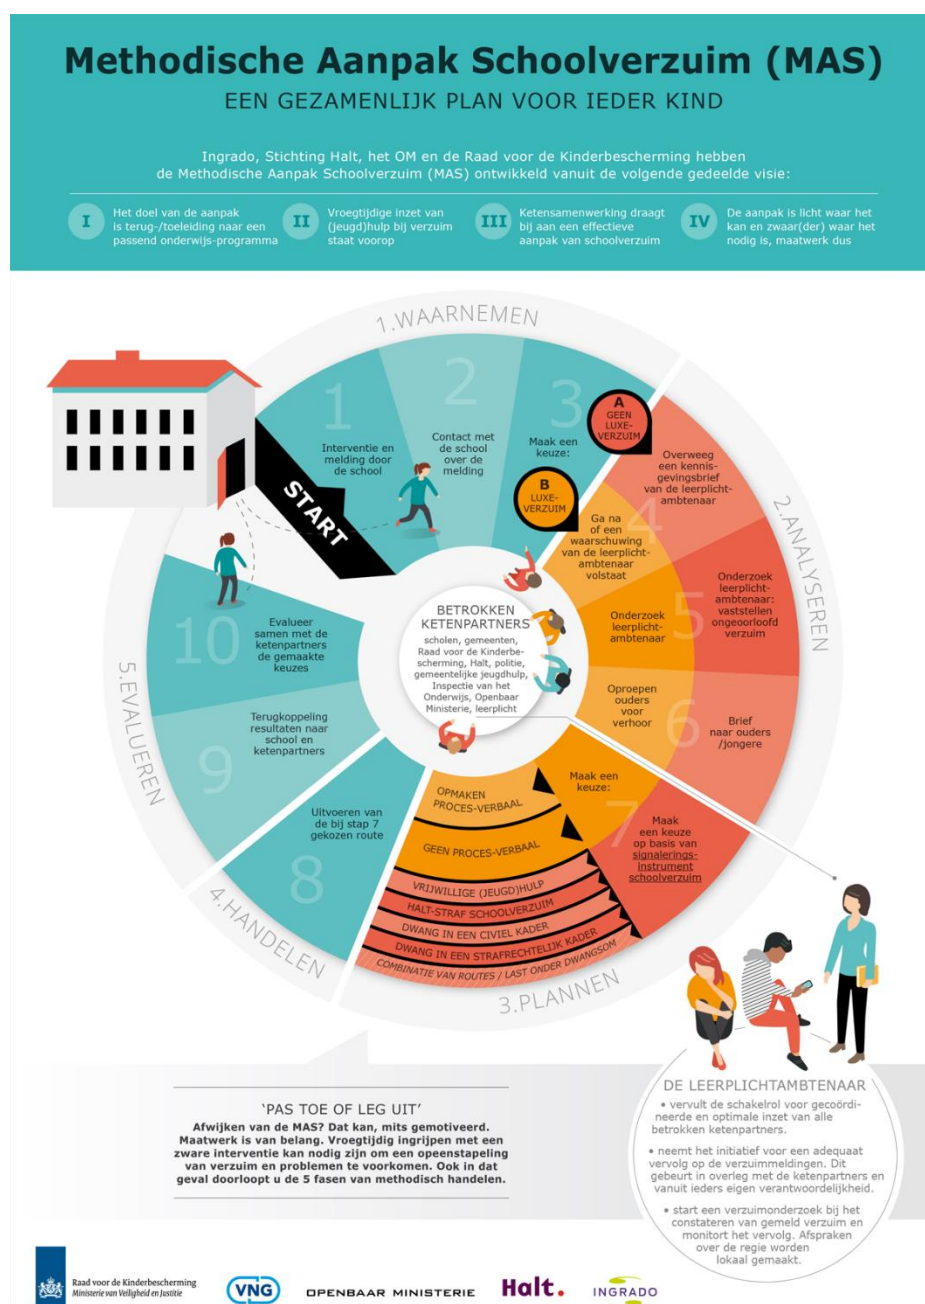 Methodische Aanpak Schoolverzuim (MAS)
EEN GEZAMENLIJK PLAN VOOR IEDER KIND
Ingrado, Stichting Halt, het OM en de Raad voor de Kinderbescherming hebben
de Methodische Aanpak Schoolverzuim (MAS) ontwikkeld vanuit de volgende gedeelde visie:
I
Het doel van de aanpak
is terug-/toeleiding naar een
passend onderwijs-programma
II
Vroegtijdige inzet van
(jeugd)hulp bij verzuim
staat voorop
III
Ketensamenwerking draagt
bij aan een effectieve
aanpak van schoolverzuim
IV
De aanpak is licht waar het
kan en zwaar(der) waar het
nodig is, maatwerk dus
1.WAARNEMEN
START
1
Interventie en
melding door
de school
2
Contact met
de school
over de
melding
3
Maak een
keuze:
A
GEEN
LUXE-
VERZUIM
B
LUXE-
VERZUIM
2.ANALYSEREN
4
Overweeg
een kennis-
gevingsbrief
van de leerplicht-
ambtenaar
Ga na
of een
waarschuwing
van de leerplicht-
ambtenaar
volstaat
5
Onderzoek
leerplicht-
ambtenaar:
vaststellen
ongeoorloofd
verzuim
Onderzoek
leerplicht-
ambtenaar
6
Brief
naar ouders
/jongere
Oproepen
ouders
voor
verhoor
BETROKKEN
KETENPARTNERS
scholen, gemeenten,
Raad voor de Kinderbe-
scherming, Halt, politie,
gemeentelijke jeugdhulp,
Inspectie van het
Onderwijs, Openbaar
Ministerie, leerplicht
3.PLANNEN
7
Maak een
keuze:
Maak
een keuze
op basis van
signalerings-
instrument
schoolverzuim
OPMAKEN
PROCES-VERBAAL
GEEN PROCES-VERBAAL
VRIJWILLIGE (JEUGD)HULP
HALT-STRAF SCHOOLVERZUIM
DWANG IN EEN CIVIEL KADER
DWANG IN EEN STRAFRECHTELIJK KADER
COMBINATIE VAN ROUTES / LAST ONDER DWANGSOM
4.HANDELEN
8
Uitvoeren van
de bij stap 7
gekozen route
5.EVALUEREN
9
Terugkoppeling
resultaten naar
school en
ketenpartners
10
Evalueer
samen met de
ketenpartners
de gemaakte
keuzes
'PAS TOE OF LEG UIT'
Afwijken van de MAS? Dat kan, mits gemotiveerd.
Maatwerk is van belang. Vroegtijdig ingrijpen met een
zware interventie kan nodig zijn om een opeenstapeling
van verzuim en problemen te voorkomen. Ook in dat
geval doorloopt u de 5 fasen van methodisch handelen.
DE LEERPLICHTAMBTENAAR
• vervult de schakelrol voor gecoördi-
neerde en optimale inzet van alle
betrokken ketenpartners.
• neemt het initiatief voor een adequaat
vervolg op de verzuimmeldingen. Dit
gebeurt in overleg met de ketenpartners en
vanuit ieders eigen verantwoordelijkheid.
• start een verzuimonderzoek bij het
constateren van gemeld verzuim en
monitort het vervolg. Afspraken
over de regie worden
lokaal gemaakt.
Raad voor de Kinderbescherming
Ministerie van Veiligheid en Justitie
VNG
OPENBAAR MINISTERIE
Halt.
INGRADO